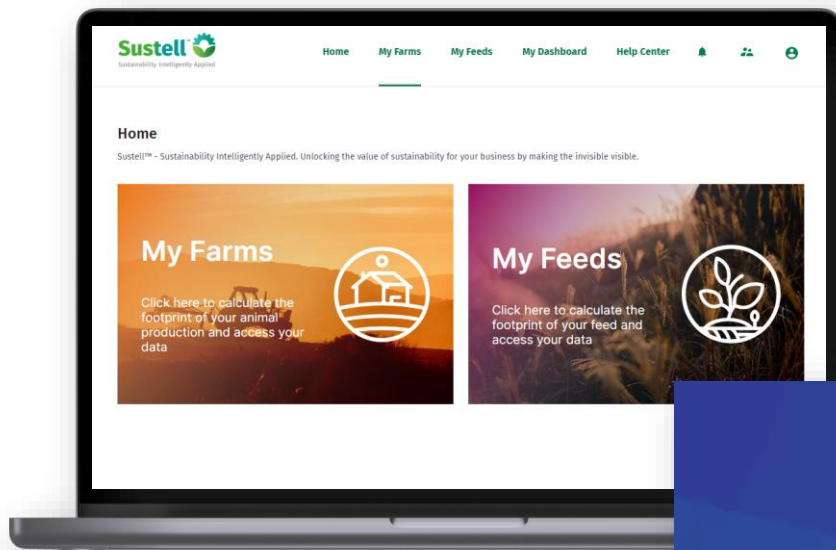 Sustell™
Sustainability Intelligently Applied
Home My Farms My Feeds My Dashboard Help Center
Home
Sustell™ - Sustainability Intelligently Applied. Unlocking the value of sustainability for your business by making the invisible visible.
My Farms
Click here to calculate the
footprint of your animal
production and access your
data
My Feeds
Click here to calculate the
footprint of your feed and
access your data